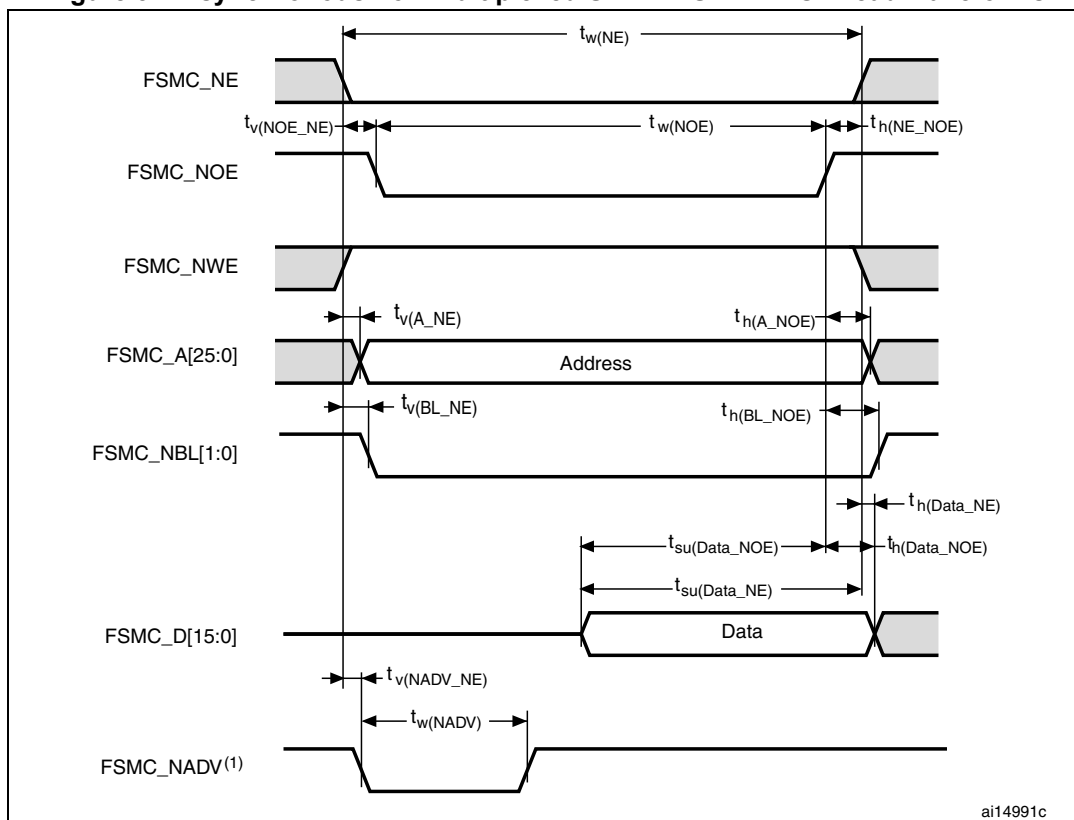 tw(NE)
FSMC_NE
tv(NOE_NE)
tw(NOE)
th(NE_NOE)
FSMC_NOE
FSMC_NWE
tv(A_NE)
th(A_NOE)
FSMC_A[25:0]
Address
tv(BL_NE)
th(BL_NOE)
FSMC_NBL[1:0]
th(Data_NE)
tsu(Data_NOE)
th(Data_NOE)
tsu(Data_NE)
FSMC_D[15:0]
Data
tv(NADV_NE)
tw(NADV)
FSMC_NADV(1)
ai14991c